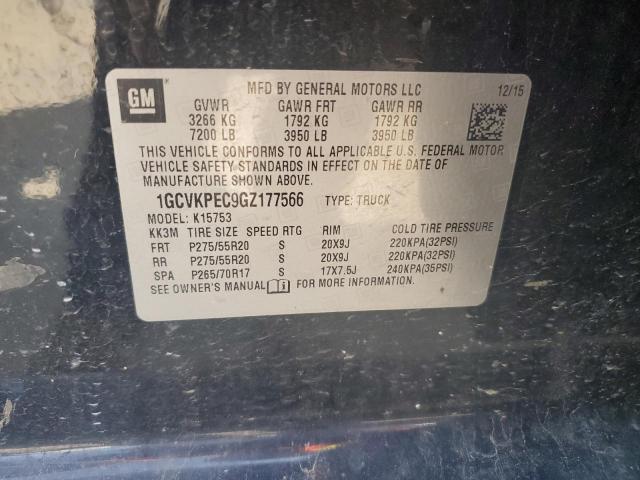 GM
MFD BY GENERAL MOTORS LLC 12/15
GVWR GAWR FRT GAWR RR
3266 KG 1792 KG 1792 KG
7200 LB 3950 LB 3950 LB
THIS VEHICLE CONFORMS TO ALL APPLICABLE U.S. FEDERAL MOTOR
VEHICLE SAFETY STANDARDS IN EFFECT ON THE DATE OF
MANUFACTURE SHOWN ABOVE.
1GCVKPEC9GZ177566 TYPE: TRUCK
MODEL: K15753
KK3M TIRE SIZE SPEED RTG RIM COLD TIRE PRESSURE
FRT P275/55R20 S 20X9J 220KPA(32PSI)
RR P275/55R20 S 20X9J 220KPA(32PSI)
SPA P265/70R17 S 17X7.5J 240KPA(35PSI)
SEE OWNER'S MANUAL FOR MORE INFORMATION.